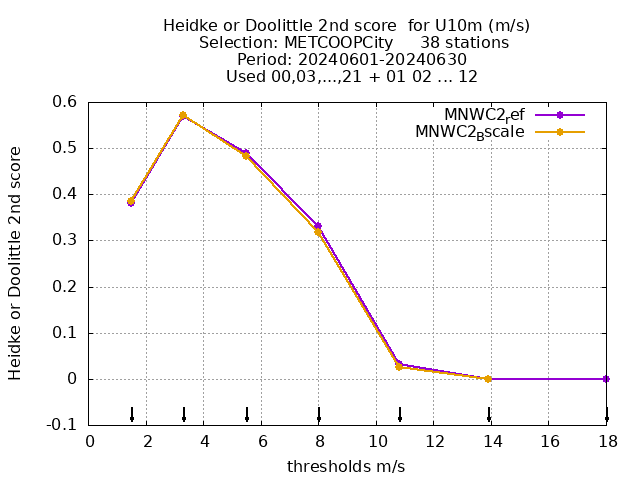 Heidke or Doolittle 2nd score  for U10m (m/s)
Selection: METCOOPCity     38 stations
Period: 20240601-20240630
Used 00,03,...,21 + 01 02 ... 12
MNWC2ref
MNWC2Bscale
Heidke or Doolittle 2nd score
0.6
0.5
0.4
0.3
0.2
0.1
0
-0.1
0 2 4 6 8 10 12 14 16 18
thresholds m/s